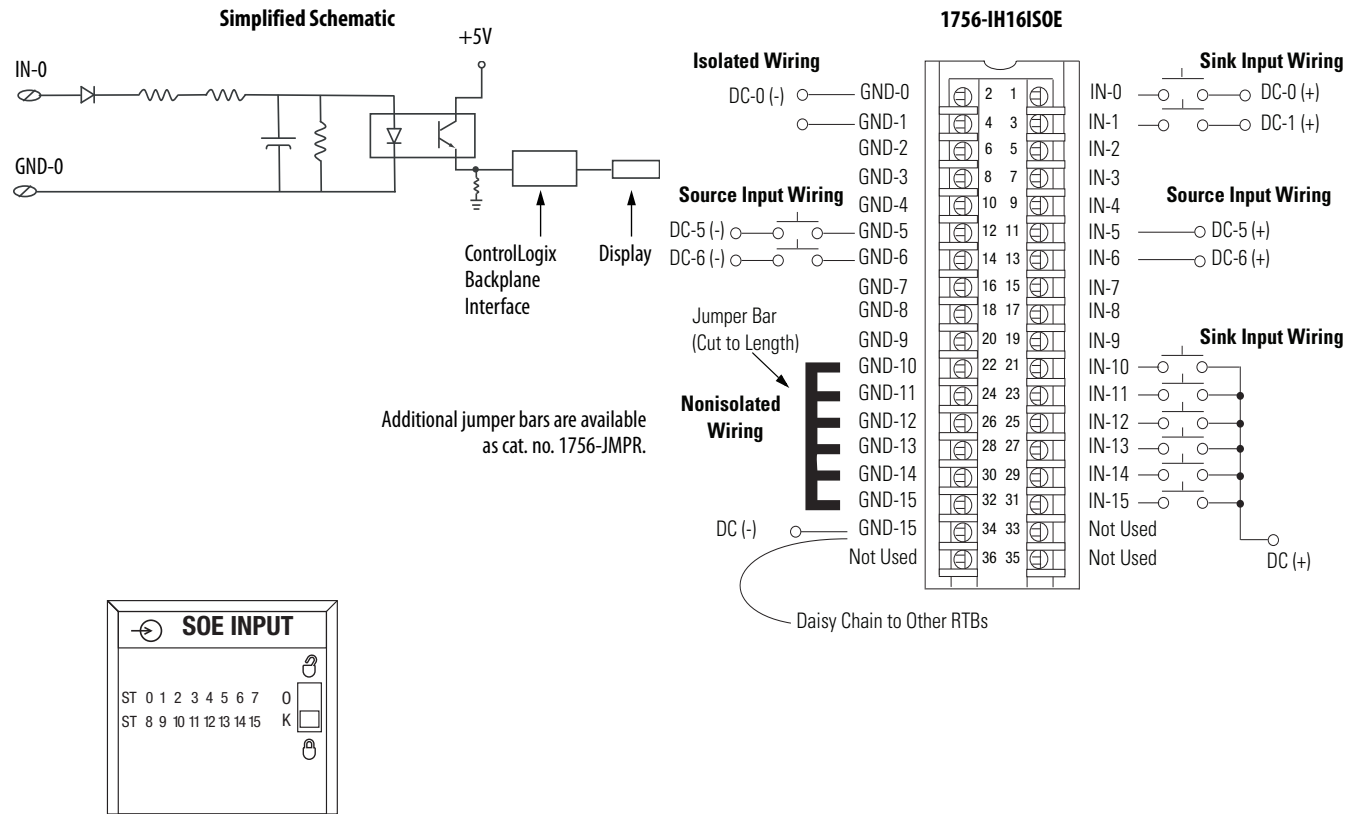 Simplified Schematic
+5V
IN-0
GND-0
ControlLogix
Backplane
Interface
Display
Additional jumper bars are available
as cat. no. 1756-JMPR.
SOE INPUT
ST 0 1 2 3 4 5 6 7 O
ST 8 9 10 11 12 13 14 15 K
1756-IH16ISOE
Isolated Wiring
Sink Input Wiring
DC-0 (-) GND-0 2 1 IN-0 DC-0 (+)
GND-1 4 3 IN-1 DC-1 (+)
GND-2 6 5 IN-2
GND-3 8 7 IN-3
Source Input Wiring
Source Input Wiring
GND-4 10 9 IN-4
DC-5 (-) GND-5 12 11 IN-5 DC-5 (+)
DC-6 (-) GND-6 14 13 IN-6 DC-6 (+)
GND-7 16 15 IN-7
GND-8 18 17 IN-8
Jumper Bar
(Cut to Length)
GND-9 20 19 IN-9
Sink Input Wiring
GND-10 22 21 IN-10
GND-11 24 23 IN-11
Nonisolated
Wiring
GND-12 26 25 IN-12
GND-13 28 27 IN-13
GND-14 30 29 IN-14
GND-15 32 31 IN-15
DC (-) GND-15 34 33 Not Used
Not Used 36 35 Not Used
DC (+)
Daisy Chain to Other RTBs